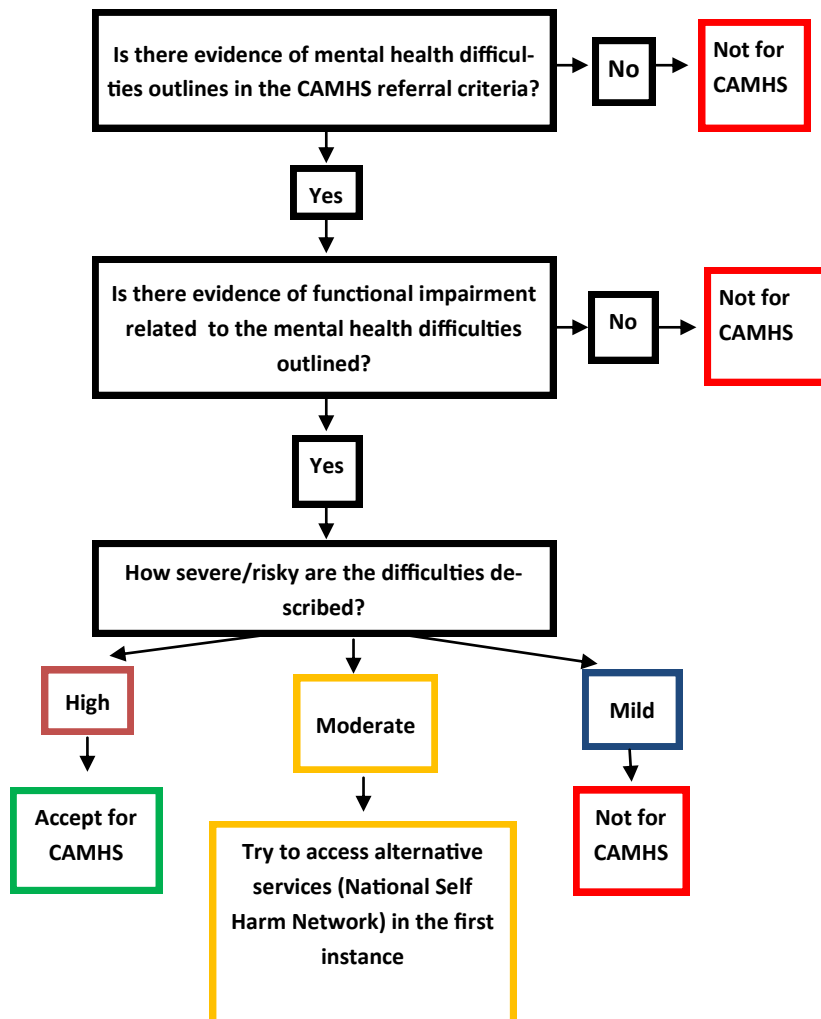 Is there evidence of mental health difficul-
ties outlines in the CAMHS referral criteria?
No
Not for
CAMHS
Yes
Is there evidence of functional impairment
related  to the mental health difficulties
outlined?
No
Not for
CAMHS
Yes
How severe/risky are the difficulties de-
scribed?
High
Moderate
Mild
Accept for
CAMHS
Try to access alternative
services (National Self
Harm Network) in the first
instance
Not for
CAMHS